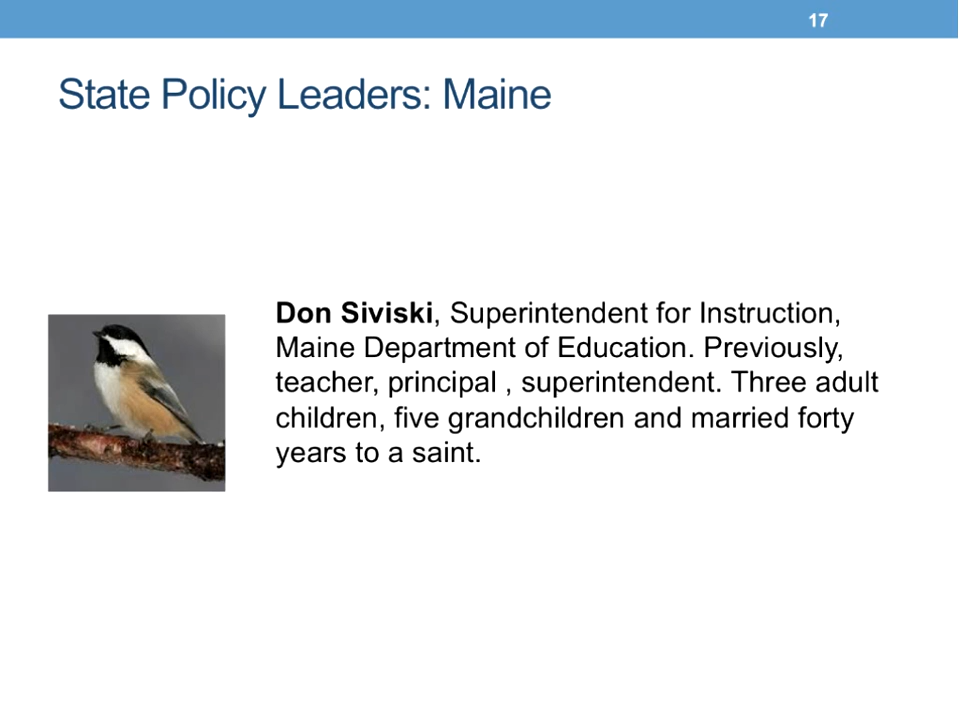 17
State Policy Leaders: Maine
Don Siviski, Superintendent for Instruction,
Maine Department of Education. Previously,
teacher, principal , superintendent. Three adult
children, five grandchildren and married forty
years to a saint.